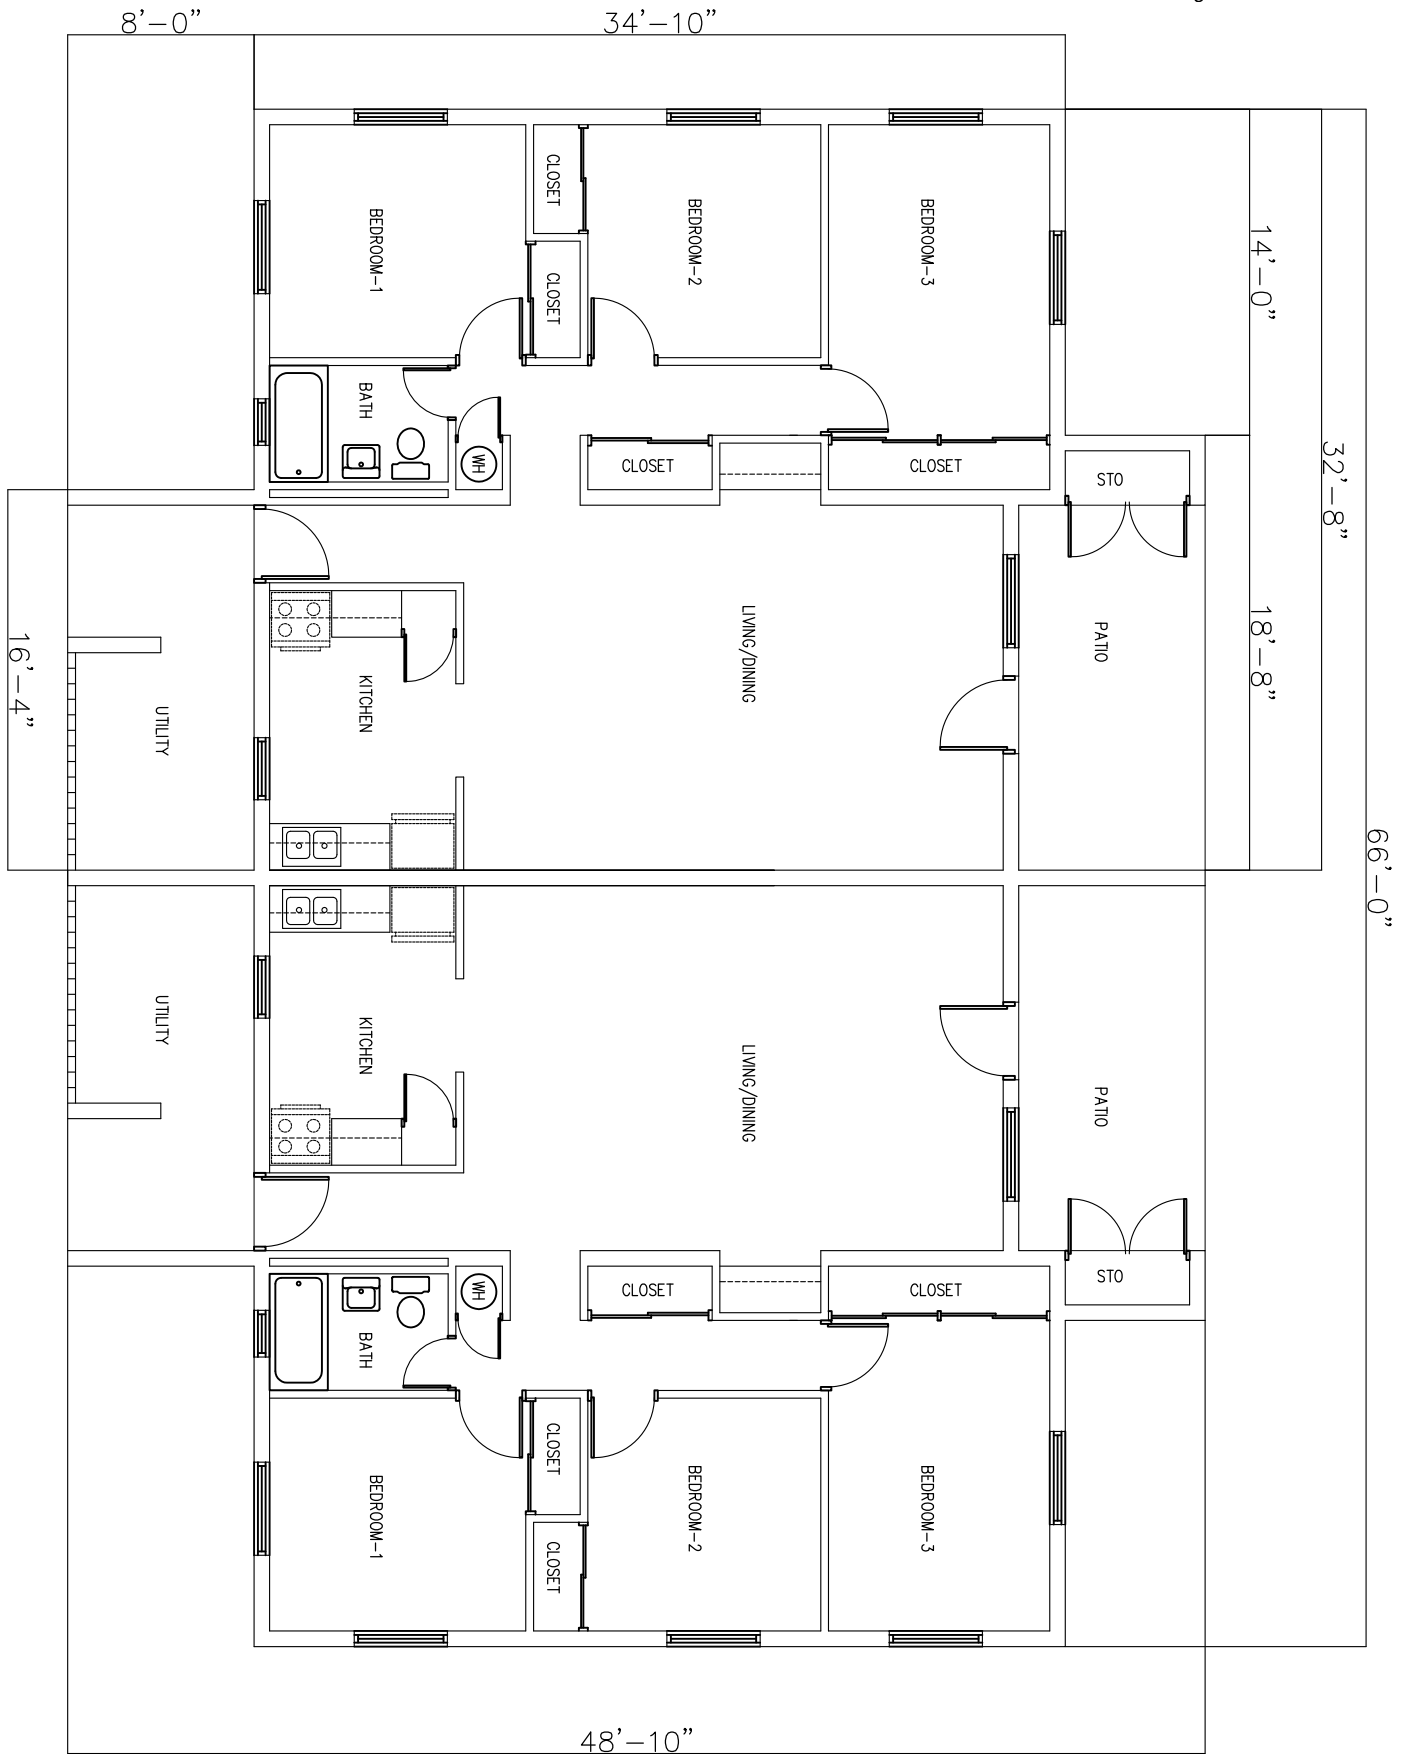 8'-0"
34'-10"
14'-0"
32'-8"
18'-8"
66'-0"
16'-4"
48'-10"
BEDROOM-1
CLOSET
CLOSET
BEDROOM-2
BEDROOM-3
BATH
WH
CLOSET
CLOSET
STO
KITCHEN
LIVING/DINING
PATIO
UTILITY
UTILITY
KITCHEN
LIVING/DINING
PATIO
BATH
WH
CLOSET
CLOSET
STO
BEDROOM-1
CLOSET
CLOSET
BEDROOM-2
BEDROOM-3